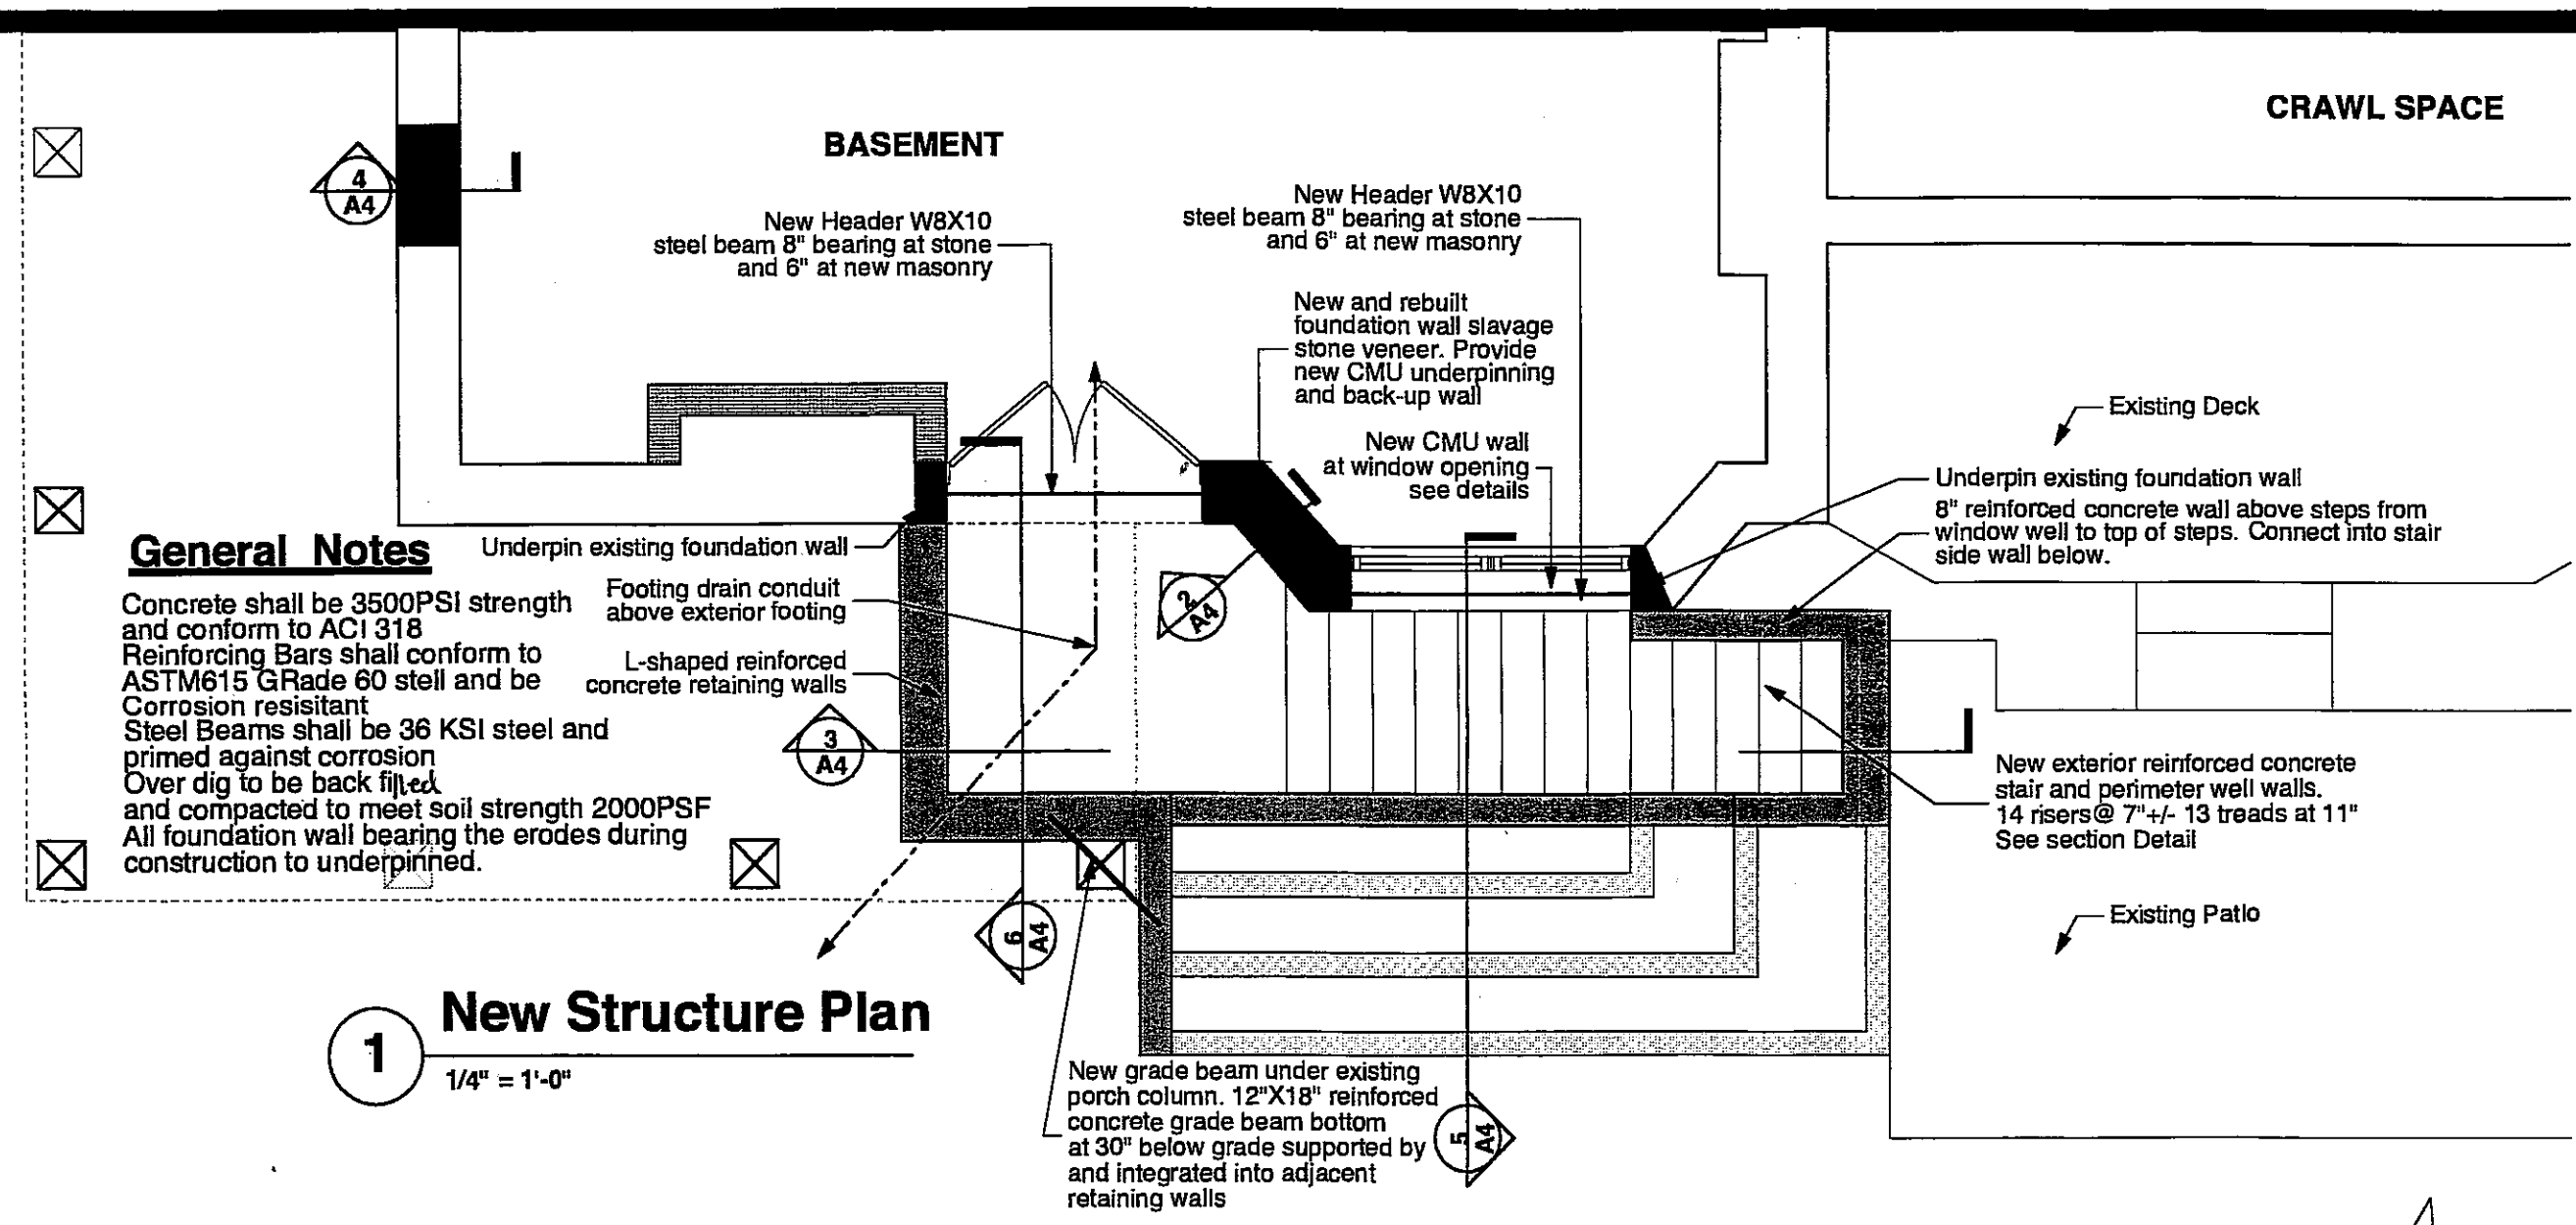 CRAWL SPACE
BASEMENT
4
A4
New Header W8X10
steel beam 8" bearing at stone
and 6" at new masonry
New Header W8X10
steel beam 8" bearing at stone
and 6" at new masonry
New and rebuilt
foundation wall slavage
stone veneer. Provide
new CMU underpinning
and back-up wall
New CMU wall
at window opening
see details
Existing Deck
Underpin existing foundation wall
8" reinforced concrete wall above steps from
window well to top of steps. Connect into stair
side wall below.
General Notes
Concrete shall be 3500PSI strength
and conform to ACI 318
Reinforcing Bars shall conform to
ASTM615 GRade 60 stell and be
Corrosion resisitant
Steel Beams shall be 36 KSI steel and
primed against corrosion
Over dig to be back filled
and compacted to meet soil strength 2000PSF
All foundation wall bearing the erodes during
construction to underpinned.
Underpin existing foundation wall
Footing drain conduit
above exterior footing
L-shaped reinforced
concrete retaining walls
2
A4
3
A4
New exterior reinforced concrete
stair and perimeter well walls.
14 risers@ 7"+/- 13 treads at 11"
See section Detail
Existing Patio
6
A4
1
New Structure Plan
1/4" = 1'-0"
New grade beam under existing
porch column. 12"X18" reinforced
concrete grade beam bottom
at 30" below grade supported by
and integrated into adjacent
retaining walls
5
A4